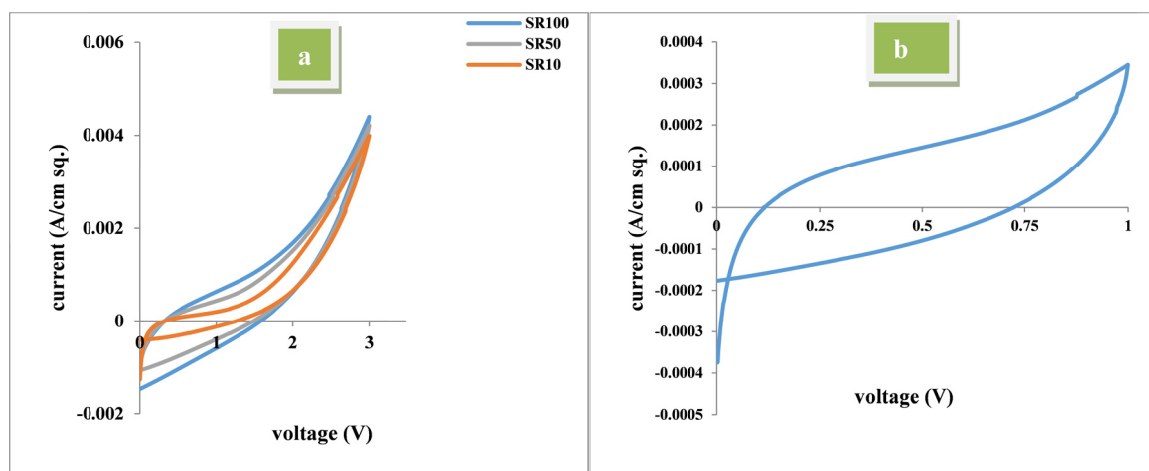 a
SR100
SR50
SR10
0.006
0.004
0.002
0
-0.002
0
1
2
3
current (A/cm sq.)
voltage (V)
b
0.0004
0.0003
0.0002
0.0001
0
-0.0001
-0.0002
-0.0003
-0.0004
-0.0005
0
0.25
0.5
0.75
1
current (A/cm sq.)
voltage (V)